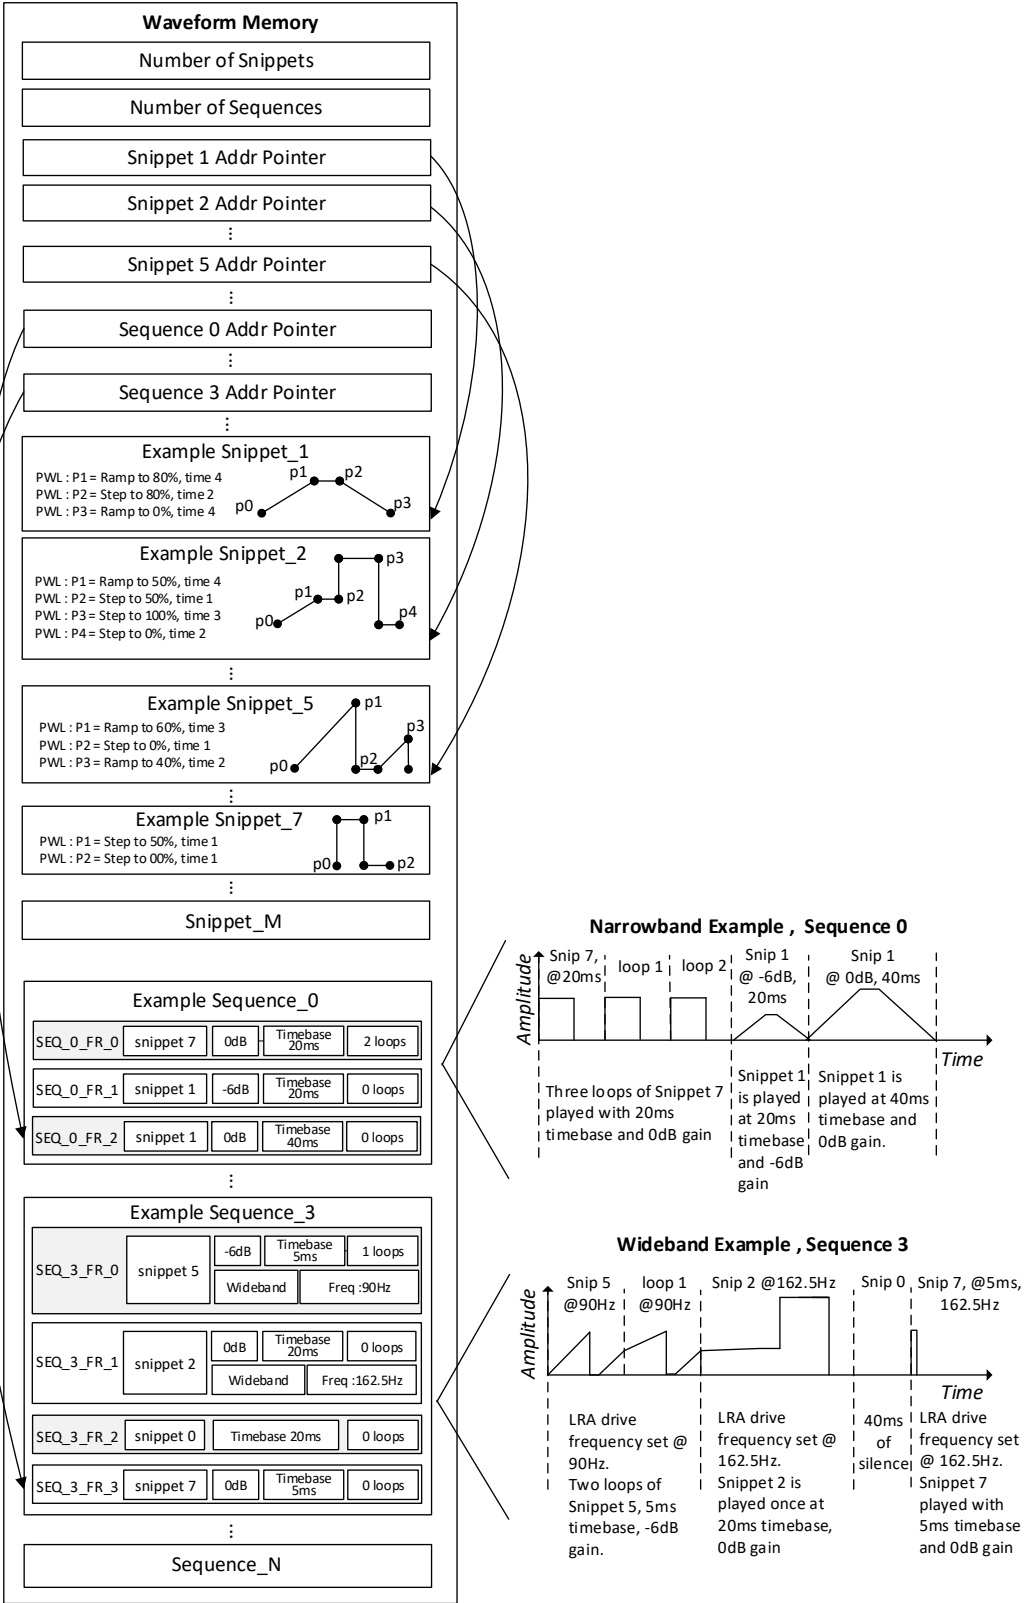 Waveform Memory
Number of Snippets
Number of Sequences
Snippet 1 Addr Pointer
Snippet 2 Addr Pointer
⋮
Snippet 5 Addr Pointer
⋮
Sequence 0 Addr Pointer
⋮
Sequence 3 Addr Pointer
⋮
Example Snippet_1
PWL : P1 = Ramp to 80%, time 4
PWL : P2 = Step to 80%, time 2
PWL : P3 = Ramp to 0%, time 4
p0
p1
p2
p3
Example Snippet_2
PWL : P1 = Ramp to 50%, time 4
PWL : P2 = Step to 50%, time 1
PWL : P3 = Step to 100%, time 3
PWL : P4 = Step to 0%, time 2
p0
p1
p2
p3
p4
⋮
Example Snippet_5
PWL : P1 = Ramp to 60%, time 3
PWL : P2 = Step to 0%, time 1
PWL : P3 = Ramp to 40%, time 2
p0
p1
p2
p3
⋮
Example Snippet_7
PWL : P1 = Step to 50%, time 1
PWL : P2 = Step to 00%, time 1
p0
p1
p2
⋮
Snippet_M
Example Sequence_0
SEQ_0_FR_0 snippet 7 0dB Timebase 20ms 2 loops
SEQ_0_FR_1 snippet 1 -6dB Timebase 20ms 0 loops
SEQ_0_FR_2 snippet 1 0dB Timebase 40ms 0 loops
⋮
Example Sequence_3
SEQ_3_FR_0 snippet 5 -6dB Timebase 5ms 1 loops
Wideband Freq :90Hz
SEQ_3_FR_1 snippet 2 0dB Timebase 20ms 0 loops
Wideband Freq :162.5Hz
SEQ_3_FR_2 snippet 0 Timebase 20ms 0 loops
SEQ_3_FR_3 snippet 7 0dB Timebase 5ms 0 loops
⋮
Sequence_N
Narrowband Example , Sequence 0
Amplitude
Snip 7,
@20ms
loop 1
loop 2
Snip 1
@ -6dB,
20ms
Snip 1
@ 0dB, 40ms
Time
Three loops of Snippet 7
played with 20ms
timebase and 0dB gain
Snippet 1
is played
at 20ms
timebase
and -6dB
gain
Snippet 1 is
played at 40ms
timebase and
0dB gain.
Wideband Example , Sequence 3
Amplitude
Snip 5
@90Hz
loop 1
@90Hz
Snip 2 @162.5Hz
Snip 0
Snip 7, @5ms,
162.5Hz
Time
LRA drive
frequency set @
90Hz.
Two loops of
Snippet 5, 5ms
timebase, -6dB
gain.
LRA drive
frequency set @
162.5Hz.
Snippet 2 is
played once at
20ms timebase,
0dB gain
40ms
of
silence
LRA drive
frequency set
@ 162.5Hz.
Snippet 7
played with
5ms timebase
and 0dB gain